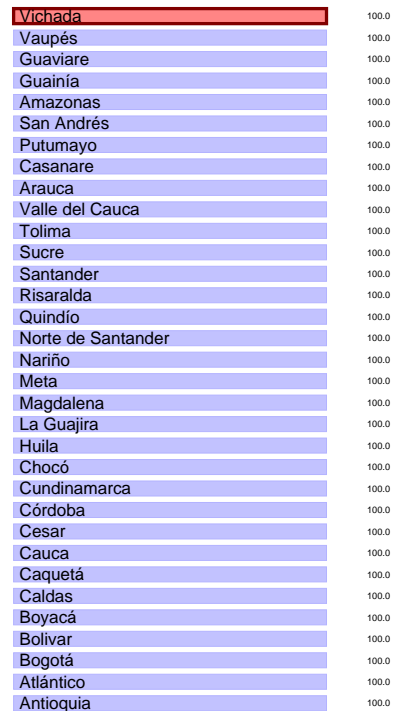 Vichada 100.0
Vaupés 100.0
Guaviare 100.0
Guainía 100.0
Amazonas 100.0
San Andrés 100.0
Putumayo 100.0
Casanare 100.0
Arauca 100.0
Valle del Cauca 100.0
Tolima 100.0
Sucre 100.0
Santander 100.0
Risaralda 100.0
Quindío 100.0
Norte de Santander 100.0
Nariño 100.0
Meta 100.0
Magdalena 100.0
La Guajira 100.0
Huila 100.0
Chocó 100.0
Cundinamarca 100.0
Córdoba 100.0
Cesar 100.0
Cauca 100.0
Caquetá 100.0
Caldas 100.0
Boyacá 100.0
Bolivar 100.0
Bogotá 100.0
Atlántico 100.0
Antioquia 100.0